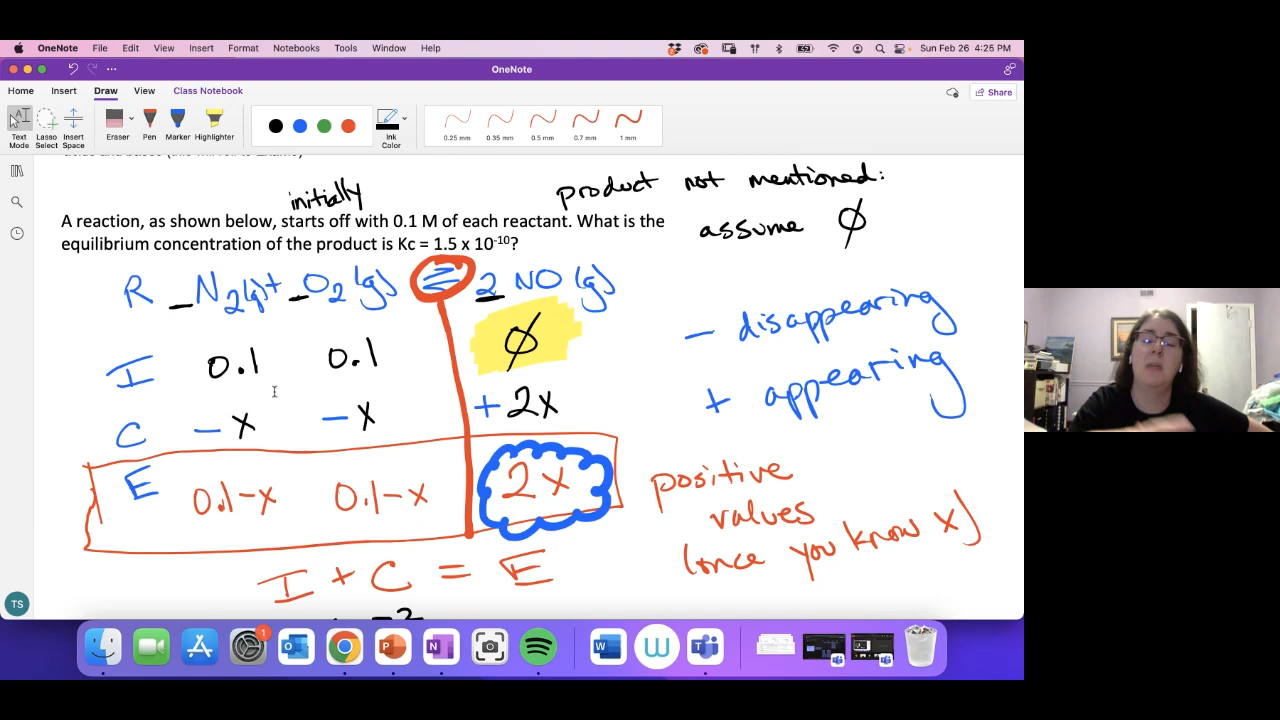 OneNote File Edit View Insert Format Notebooks Tools Window Help
Sun Feb 26 4:25 PM
OneNote
Home Insert Draw View Class Notebook
Share
Text Mode
Lasso Select
Insert Space
Eraser
Pen
Marker
Highlighter
Ink Color
0.25 mm 0.35 mm 0.5 mm 0.7 mm 1 mm
initially
product not mentioned:
assume ∅
A reaction, as shown below, starts off with 0.1 M of each reactant. What is the
equilibrium concentration of the product is Kc = 1.5 x 10⁻¹⁰?
R _N₂(g) + _O₂(g) ⇌ 2 NO(g)
I 0.1 0.1 ∅
C - x - x + 2x
E 0.1-x 0.1-x 2x
- disappearing
+ appearing
positive
values
(once you know x)
I + C = E
TS
1
W
P
N
W
T